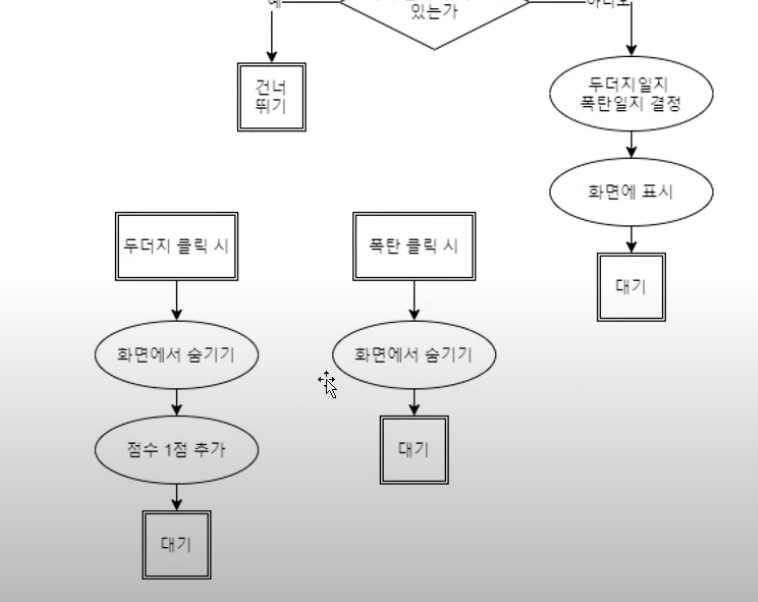 예
있는가
아니오
건너
뛰기
두더지일지
폭탄일지 결정
화면에 표시
대기
두더지 클릭 시
화면에서 숨기기
점수 1점 추가
대기
폭탄 클릭 시
화면에서 숨기기
대기